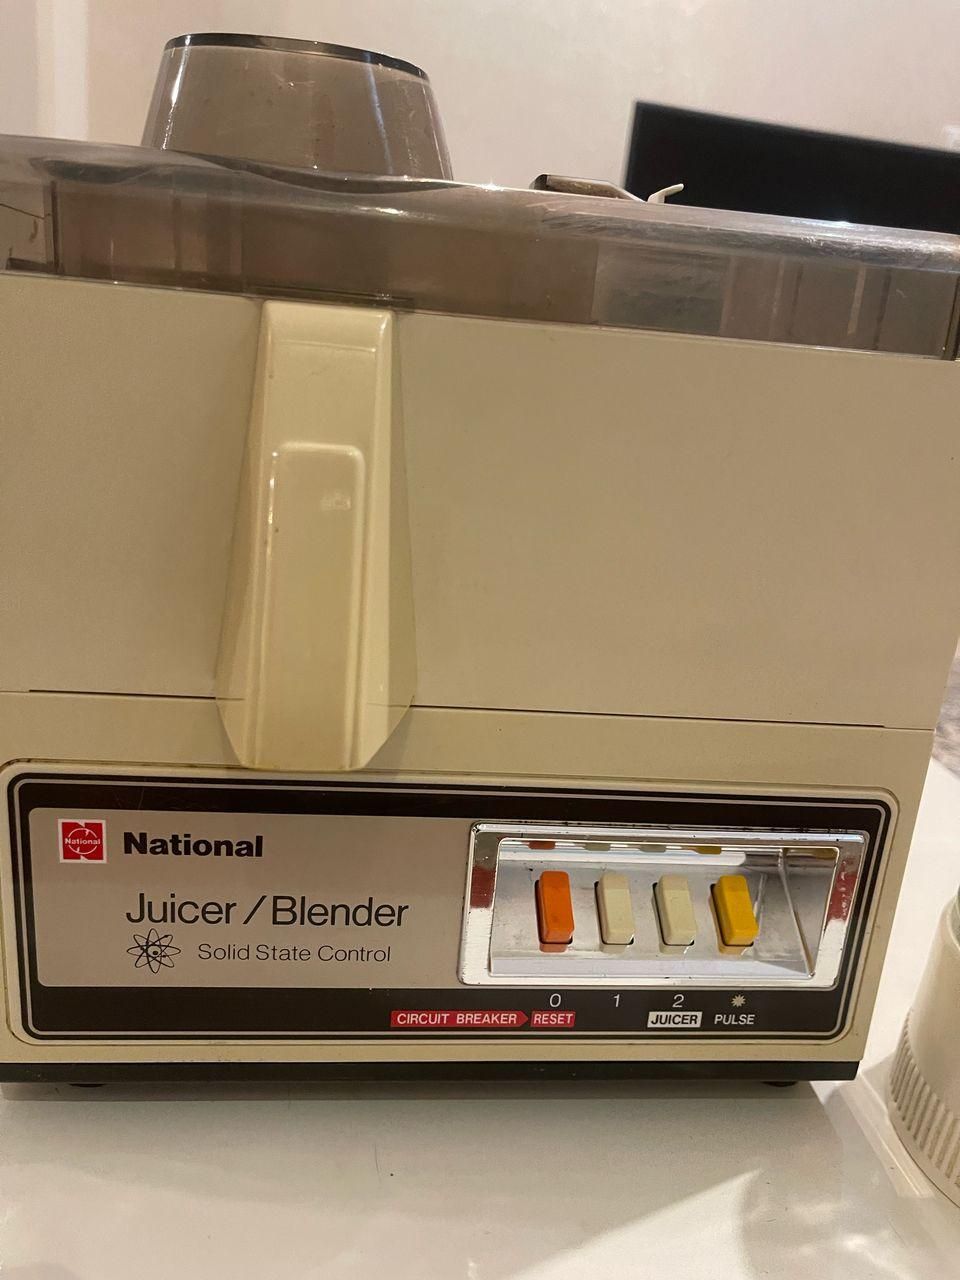 National
National
Juicer / Blender
Solid State Control
0 1 2
CIRCUIT BREAKER RESET JUICER PULSE